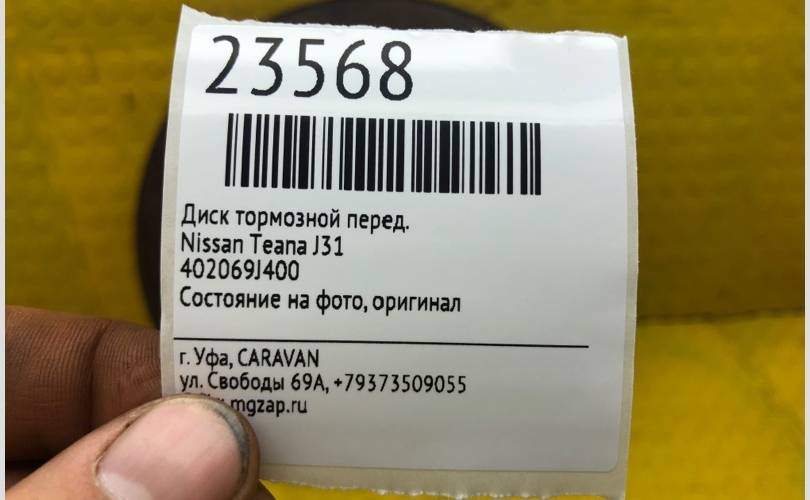 23568
Диск тормозной перед.
Nissan Teana J31
402069J400
Состояние на фото, оригинал
г. Уфа, CARAVAN
ул. Свободы 69А, +79373509055
mgzap.ru